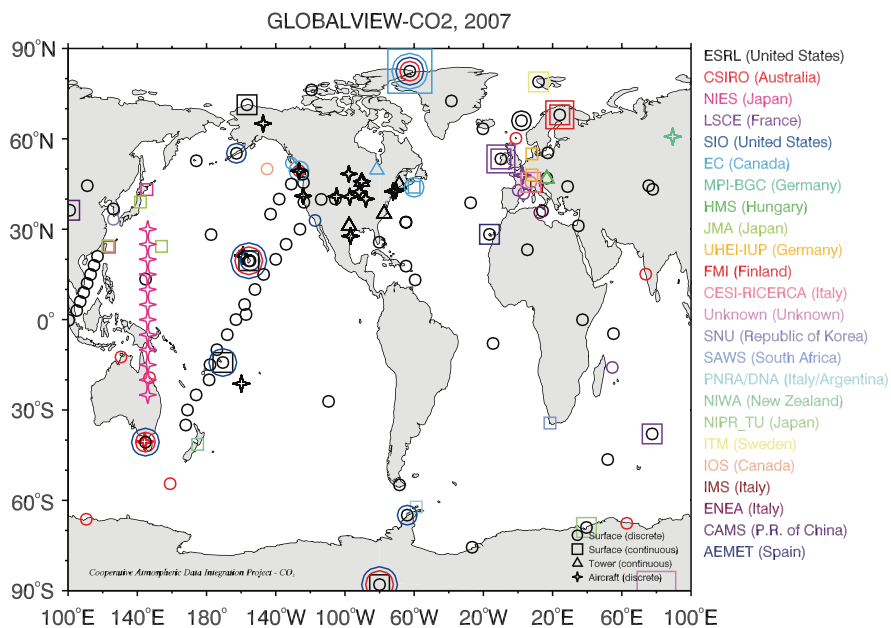 GLOBALVIEW-CO2, 2007
90°N
60°N
30°N
0°
30°S
60°S
90°S
100°E
140°E
180°
140°W
100°W
60°W
20°W
20°E
60°E
100°E
Surface (discrete)
Surface (continuous)
Tower (continuous)
Aircraft (discrete)
Cooperative Atmospheric Data Integration Project - CO2
ESRL (United States)
CSIRO (Australia)
NIES (Japan)
LSCE (France)
SIO (United States)
EC (Canada)
MPI-BGC (Germany)
HMS (Hungary)
JMA (Japan)
UHEI-IUP (Germany)
FMI (Finland)
CESI-RICERCA (Italy)
Unknown (Unknown)
SNU (Republic of Korea)
SAWS (South Africa)
PNRA/DNA (Italy/Argentina)
NIWA (New Zealand)
NIPR_TU (Japan)
ITM (Sweden)
IOS (Canada)
IMS (Italy)
ENEA (Italy)
CAMS (P.R. of China)
AEMET (Spain)